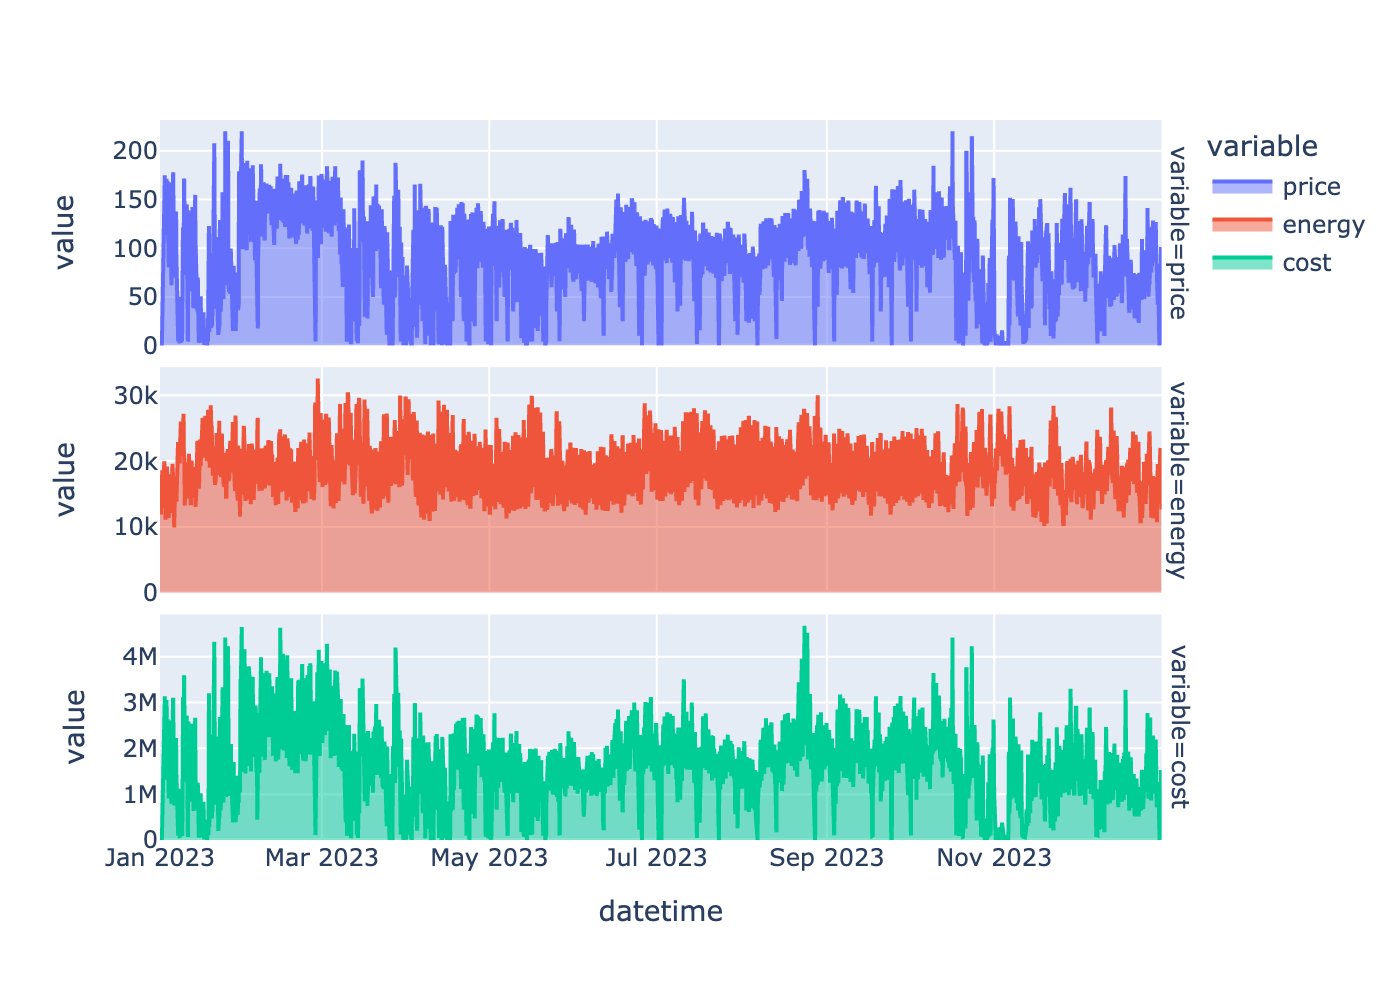 variable
price
energy
cost
200
150
100
50
0
value
variable=price
30k
20k
10k
0
value
variable=energy
4M
3M
2M
1M
0
value
variable=cost
Jan 2023 Mar 2023 May 2023 Jul 2023 Sep 2023 Nov 2023
datetime